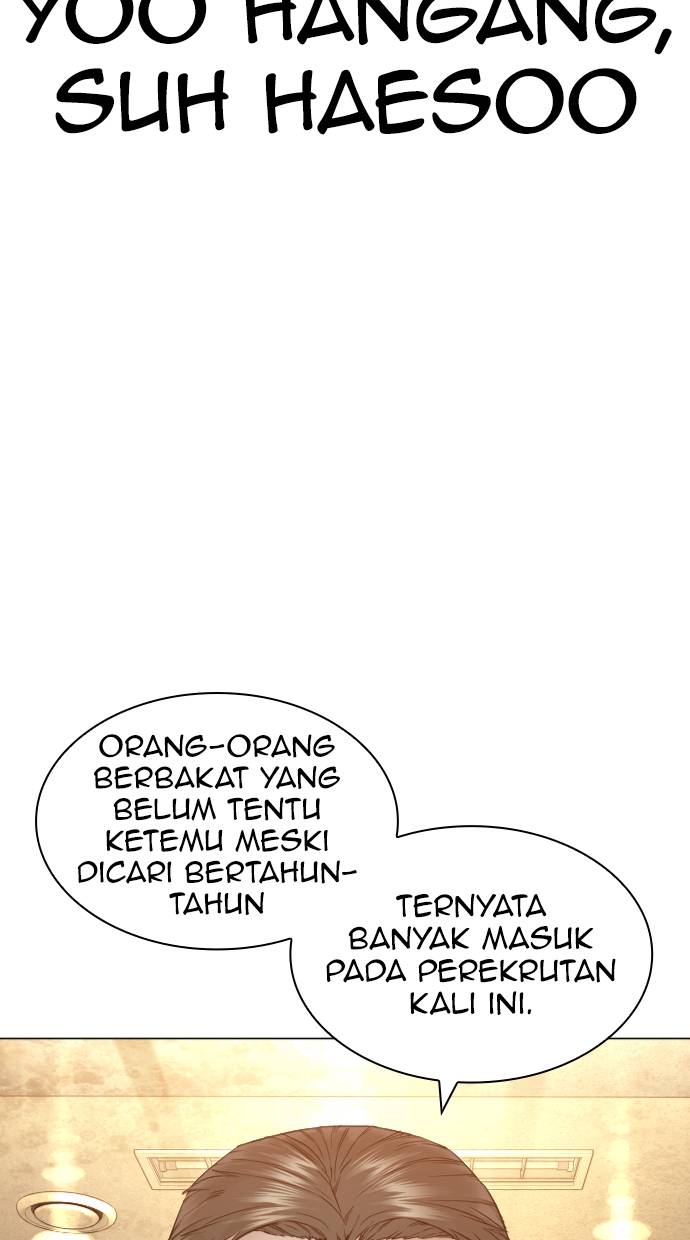 YOO HANGANG,
SUH HAESOO
ORANG-ORANG
BERBAKAT YANG
BELUM TENTU
KETEMU MESKI
DICARI BERTAHUN-
TAHUN
TERNYATA
BANYAK MASUK
PADA PEREKRUTAN
KALI INI.